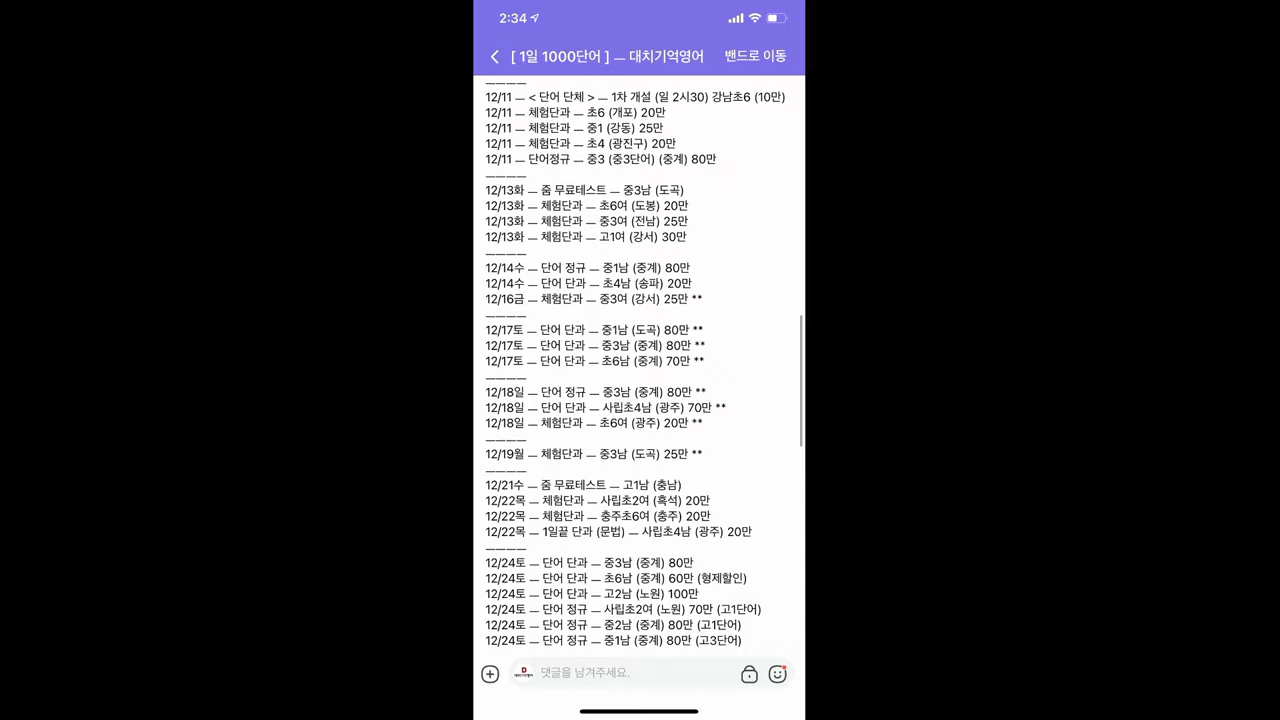 2:34
[ 1일 1000단어 ] — 대치기억영어
밴드로 이동
————
12/11 — < 단어 단체 > — 1차 개설 (일 2시30) 강남초6 (10만)
12/11 — 체험단과 — 초6 (개포) 20만
12/11 — 체험단과 — 중1 (강동) 25만
12/11 — 체험단과 — 초4 (광진구) 20만
12/11 — 단어정규 — 중3 (중3단어) (중계) 80만
————
12/13화 — 줌 무료테스트 — 중3남 (도곡)
12/13화 — 체험단과 — 초6여 (도봉) 20만
12/13화 — 체험단과 — 중3여 (전남) 25만
12/13화 — 체험단과 — 고1여 (강서) 30만
————
12/14수 — 단어 정규 — 중1남 (중계) 80만
12/14수 — 단어 단과 — 초4남 (송파) 20만
12/16금 — 체험단과 — 중3여 (강서) 25만 **
————
12/17토 — 단어 단과 — 중1남 (도곡) 80만 **
12/17토 — 단어 단과 — 중3남 (중계) 80만 **
12/17토 — 단어 단과 — 초6남 (중계) 70만 **
————
12/18일 — 단어 정규 — 중3남 (중계) 80만 **
12/18일 — 단어 단과 — 사립초4남 (광주) 70만 **
12/18일 — 체험단과 — 초6여 (광주) 20만 **
————
12/19월 — 체험단과 — 중3남 (도곡) 25만 **
————
12/21수 — 줌 무료테스트 — 고1남 (충남)
12/22목 — 체험단과 — 사립초2여 (흑석) 20만
12/22목 — 체험단과 — 충주초6여 (충주) 20만
12/22목 — 1일끝 단과 (문법) — 사립초4남 (광주) 20만
————
12/24토 — 단어 단과 — 중3남 (중계) 80만
12/24토 — 단어 단과 — 초6남 (중계) 60만 (형제할인)
12/24토 — 단어 단과 — 고2남 (노원) 100만
12/24토 — 단어 정규 — 사립초2여 (노원) 70만 (고1단어)
12/24토 — 단어 정규 — 중2남 (중계) 80만 (고1단어)
12/24토 — 단어 정규 — 중1남 (중계) 80만 (고3단어)
D
대치기억영어
댓글을 남겨주세요.